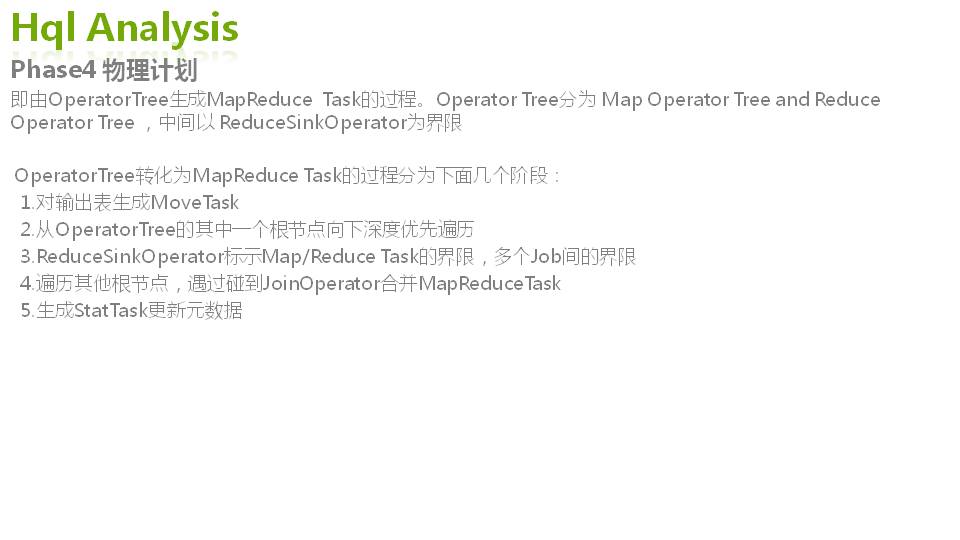 Hql Analysis
Phase4 物理计划
即由OperatorTree生成MapReduce Task的过程。Operator Tree分为 Map Operator Tree and Reduce
Operator Tree ，中间以 ReduceSinkOperator为界限
OperatorTree转化为MapReduce Task的过程分为下面几个阶段：
1.对输出表生成MoveTask
2.从OperatorTree的其中一个根节点向下深度优先遍历
3.ReduceSinkOperator标示Map/Reduce Task的界限，多个Job间的界限
4.遍历其他根节点，遇过碰到JoinOperator合并MapReduceTask
5.生成StatTask更新元数据